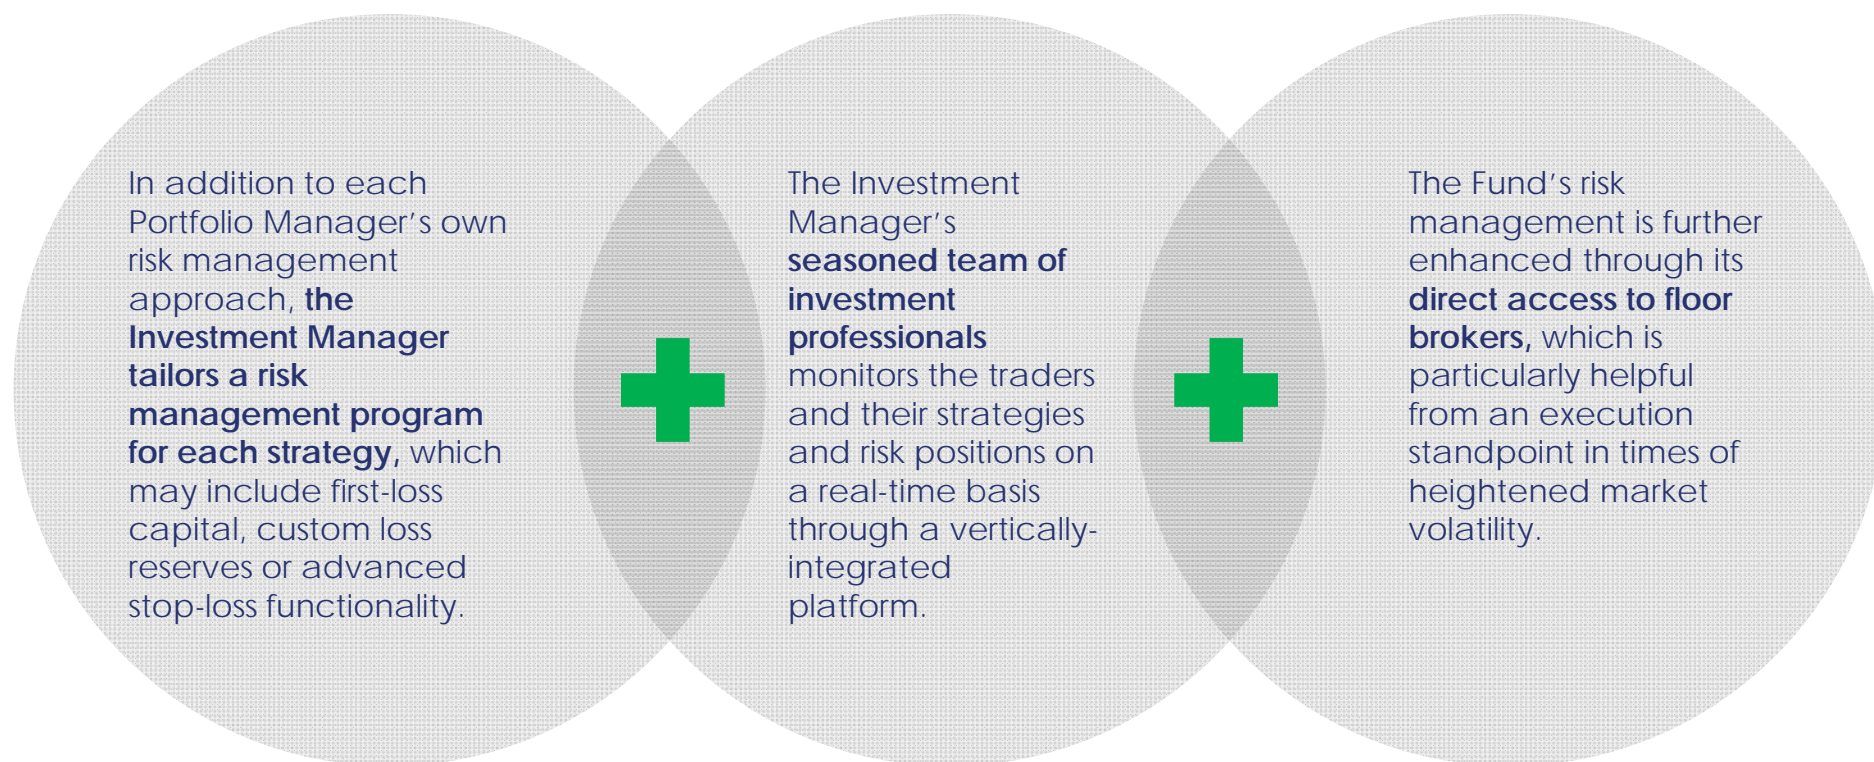 In addition to each
Portfolio Manager’s own
risk management
approach, the
Investment Manager
tailors a risk
management program
for each strategy, which
may include first-loss
capital, custom loss
reserves or advanced
stop-loss functionality.
The Investment
Manager’s
seasoned team of
investment
professionals
monitors the traders
and their strategies
and risk positions on
a real-time basis
through a vertically-
integrated
platform.
The Fund’s risk
management is further
enhanced through its
direct access to floor
brokers, which is
particularly helpful
from an execution
standpoint in times of
heightened market
volatility.